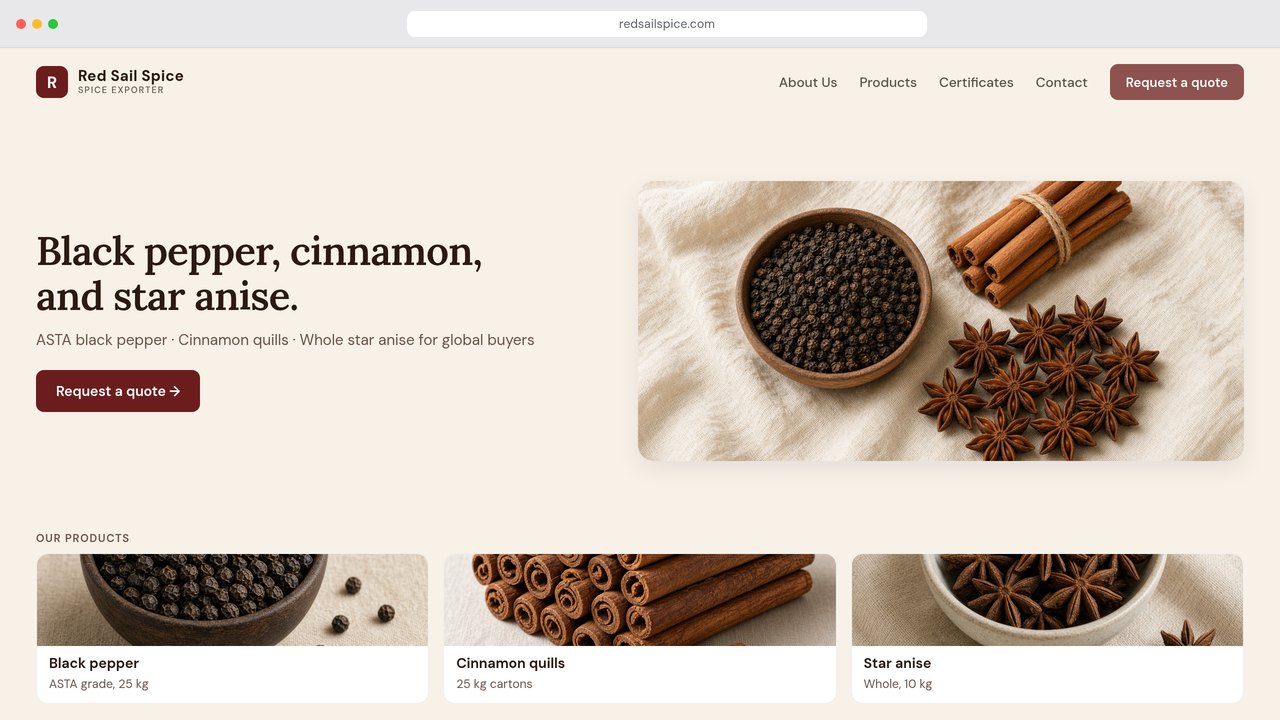 redsailspice.com
R
Red Sail Spice
SPICE EXPORTER
About Us
Products
Certificates
Contact
Request a quote
Black pepper, cinnamon,
and star anise.
ASTA black pepper · Cinnamon quills · Whole star anise for global buyers
Request a quote →
OUR PRODUCTS
Black pepper
ASTA grade, 25 kg
Cinnamon quills
25 kg cartons
Star anise
Whole, 10 kg